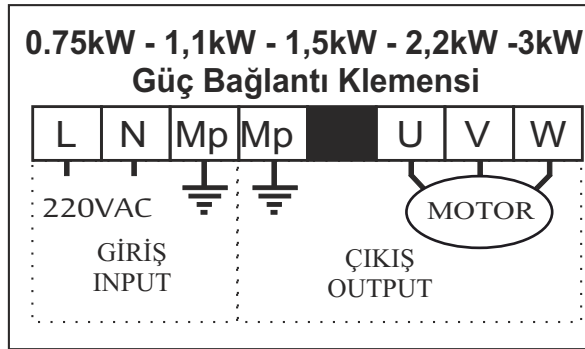 0.75kW - 1,1kW - 1,5kW - 2,2kW -3kW
Güç Bağlantı Klemensi
L N Mp Mp U V W
220VAC
MOTOR
GİRİŞ
INPUT
ÇIKIŞ
OUTPUT